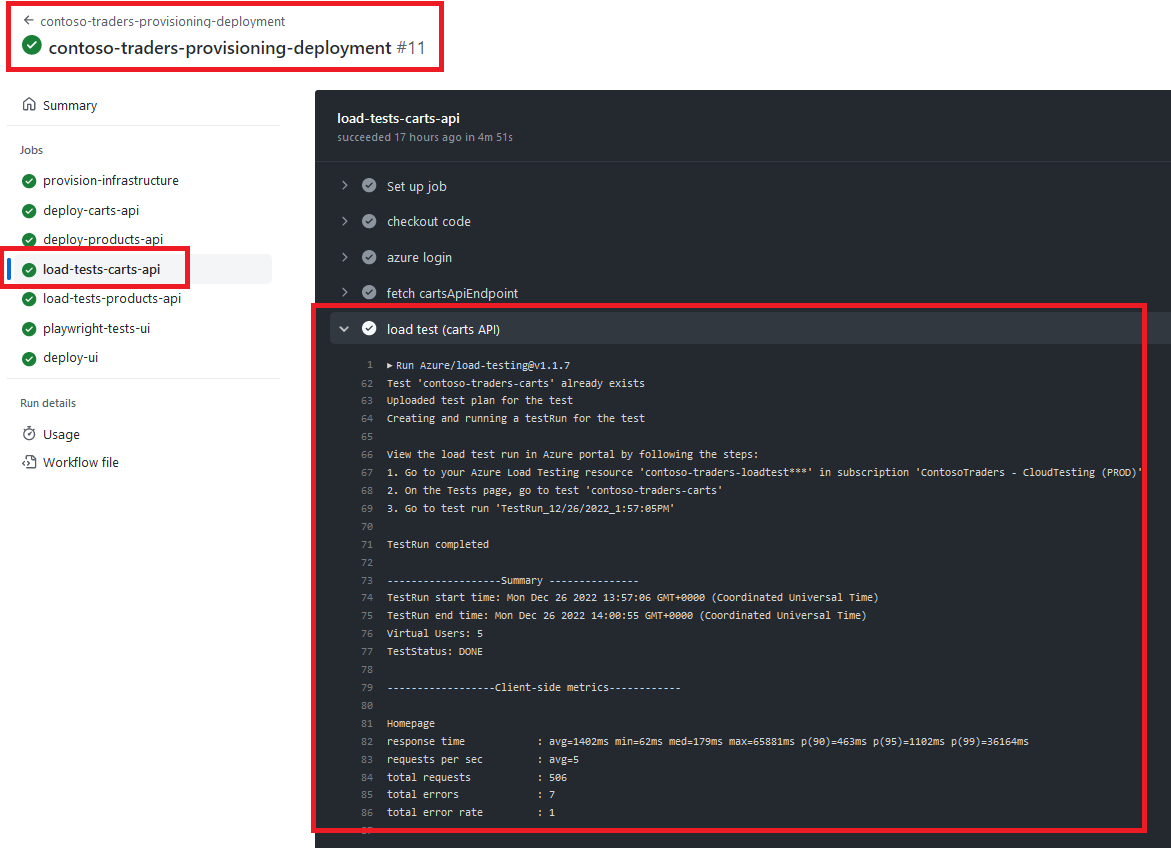 contoso-traders-provisioning-deployment
contoso-traders-provisioning-deployment #11
Summary
Jobs
provision-infrastructure
deploy-carts-api
deploy-products-api
load-tests-carts-api
load-tests-products-api
playwright-tests-ui
deploy-ui
Run details
Usage
Workflow file
load-tests-carts-api
succeeded 17 hours ago in 4m 51s
Set up job
checkout code
azure login
fetch cartsApiEndpoint
load test (carts API)
1 ▶ Run Azure/load-testing@v1.1.7
62 Test 'contoso-traders-carts' already exists
63 Uploaded test plan for the test
64 Creating and running a testRun for the test
65
66 View the load test run in Azure portal by following the steps:
67 1. Go to your Azure Load Testing resource 'contoso-traders-loadtest***' in subscription 'ContosoTraders - CloudTesting (PROD)'
68 2. On the Tests page, go to test 'contoso-traders-carts'
69 3. Go to test run 'TestRun_12/26/2022_1:57:05PM'
70
71 TestRun completed
72
73 -------------------Summary ---------------
74 TestRun start time: Mon Dec 26 2022 13:57:06 GMT+0000 (Coordinated Universal Time)
75 TestRun end time: Mon Dec 26 2022 14:00:55 GMT+0000 (Coordinated Universal Time)
76 Virtual Users: 5
77 TestStatus: DONE
78
79 ------------------Client-side metrics------------
80
81 Homepage
82 response time : avg=1402ms min=62ms med=179ms max=65881ms p(90)=463ms p(95)=1102ms p(99)=36164ms
83 requests per sec : avg=5
84 total requests : 506
85 total errors : 7
86 total error rate : 1
87